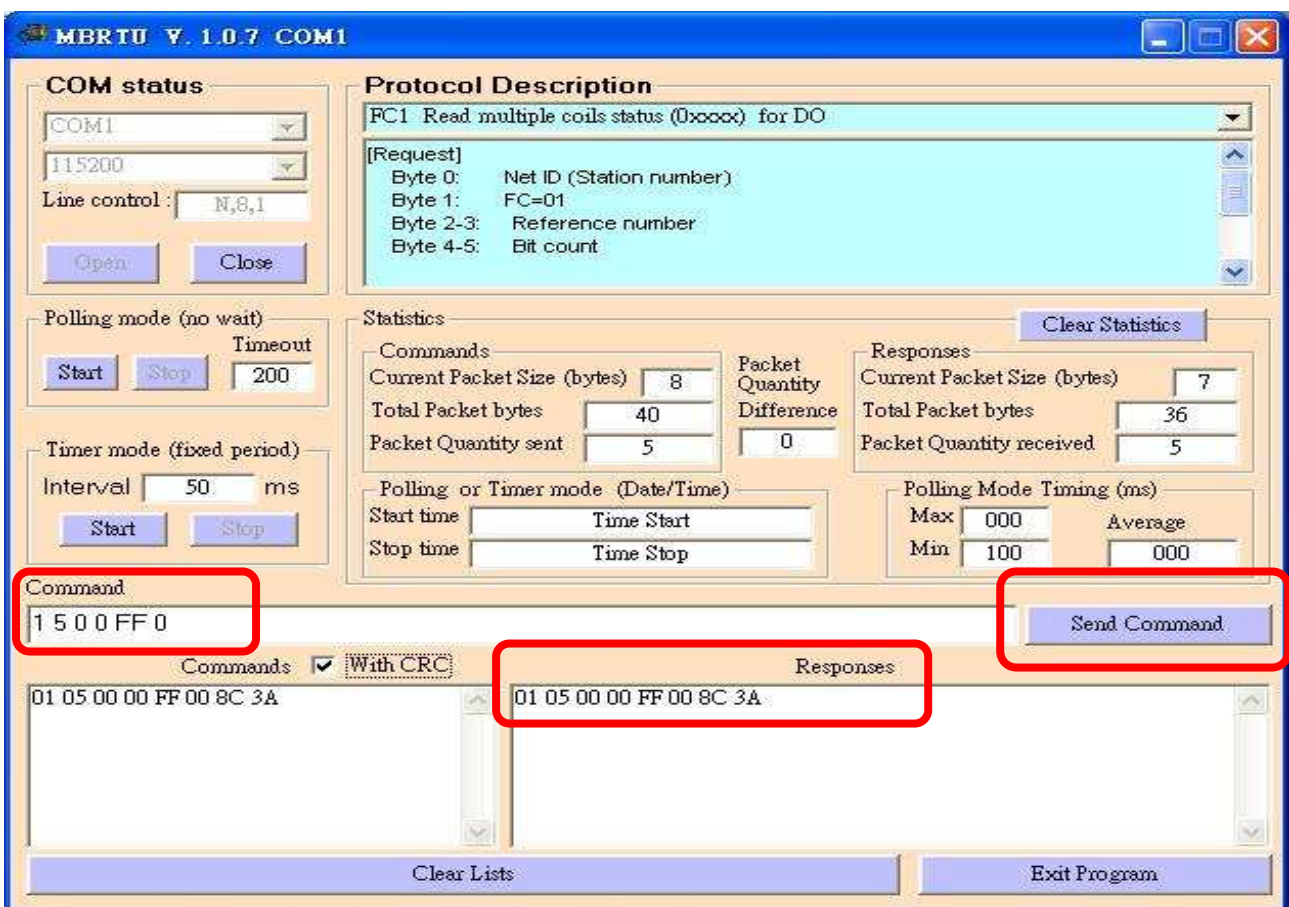 MBRTU V. 1.0.7 COM1
COM status
COM1
115200
Line control : N,8,1
Open Close
Protocol Description
FC1 Read multiple coils status (0xxxx) for DO
[Request]
Byte 0: Net ID (Station number)
Byte 1: FC=01
Byte 2-3: Reference number
Byte 4-5: Bit count
Polling mode (no wait)
Timeout
Start Stop 200
Timer mode (fixed period)
Interval 50 ms
Start Stop
Statistics
Clear Statistics
Commands
Current Packet Size (bytes) 8
Total Packet bytes 40
Packet Quantity sent 5
Packet
Quantity
Difference
0
Responses
Current Packet Size (bytes) 7
Total Packet bytes 36
Packet Quantity received 5
Polling or Timer mode (Date/Time)
Start time Time Start
Stop time Time Stop
Polling Mode Timing (ms)
Max 000 Average
Min 100 000
Command
1 5 0 0 FF 0
Send Command
Commands With CRC
Responses
01 05 00 00 FF 00 8C 3A
01 05 00 00 FF 00 8C 3A
Clear Lists
Exit Program